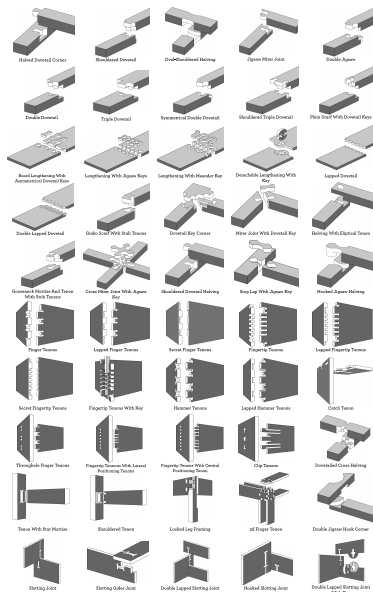 Halved Dovetail Corner
Shouldered Dovetail
Oval-Shouldered Halving
Jigsaw Miter Joint
Double Jigsaw
Double Dovetail
Triple Dovetail
Symmetrical Double Dovetail
Shouldered Triple Dovetail
Plain Scarf With Dovetail Keys
Board Lengthening With
Asymmetrical Dovetail Keys
Lengthening With Jigsaw Keys
Lengthening With Meander Key
Detachable Lengthening With
Key
Lapped Dovetail
Double Lapped Dovetail
Gooseneck Mortise And Tenon
With Stub Tenons
Scarf With Stub Tenons
Dovetail Key Corner
Miter Joint With Dovetail Key
Halving With Elliptical Tenon
Cross Miter Joint With Jigsaw
Key
Shouldered Dovetail Halving
Stop Lap With Jigsaw Key
Hooked Jigsaw Halving
Finger Tenons
Lapped Finger Tenons
Secret Finger Tenons
Fingertip Tenons
Lapped Fingertip Tenons
Secret Fingertip Tenons
Fingertip Tenons With Key
Hammer Tenons
Lapped Hammer Tenons
Catch Tenon
Throughole Finger Tenons
Fingertip Tenons With Lateral
Positioning Tenons
Fingertip Tenons With Central
Positioning Tenon
Clip Tenons
Dovetailed Cross Halving
Tenon With Star Mortise
Shouldered Tenon
Locked Leg Framing
3d Finger Tenon
Double Jigsaw Hook Corner
Slotting Joint
Slotting Girder Joint
Double Lapped Slotting Joint
Hooked Slotting Joint
Double Lapped Slotting Joint